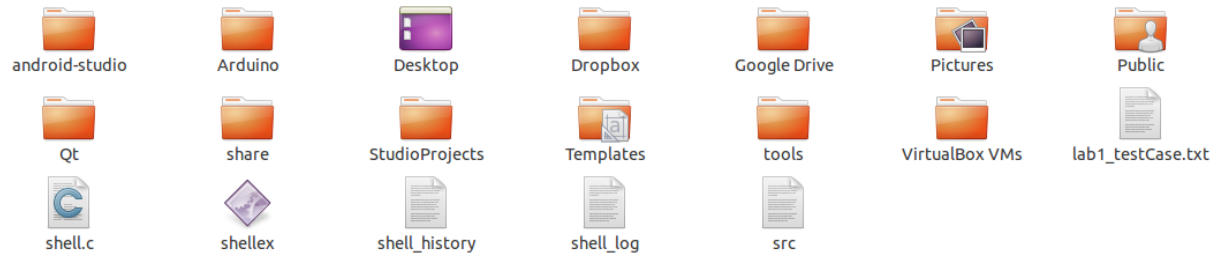 android-studio
Arduino
Desktop
Dropbox
Google Drive
Pictures
Public
Qt
share
StudioProjects
Templates
tools
VirtualBox VMs
lab1_testCase.txt
shell.c
shellex
shell_history
shell_log
src